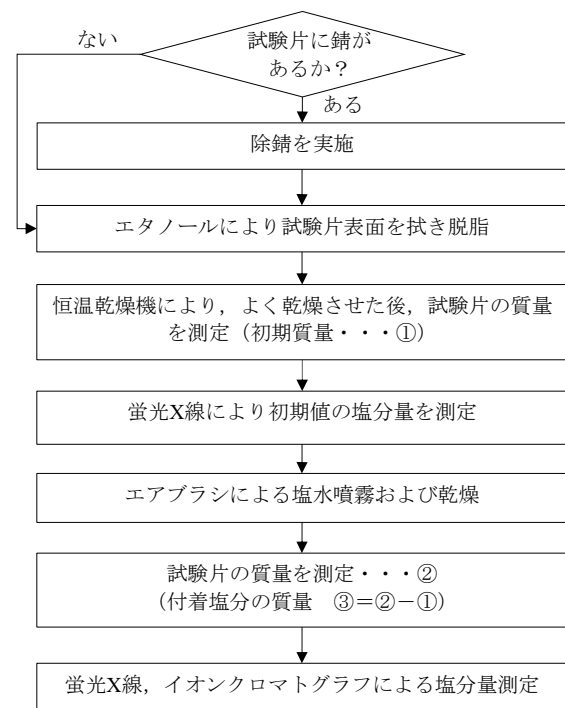 ない
試験片に錆が
あるか？
ある
除錆を実施
エタノールにより試験片表面を拭き脱脂
恒温乾燥機により，よく乾燥させた後，試験片の質量
を測定（初期質量・・・①）
蛍光X線により初期値の塩分量を測定
エアブラシによる塩水噴霧および乾燥
試験片の質量を測定・・・②
（付着塩分の質量　③＝②－①）
蛍光X線，イオンクロマトグラフによる塩分量測定